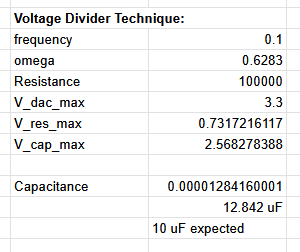 Voltage Divider Technique:
frequency 0.1
omega 0.6283
Resistance 100000
V_dac_max 3.3
V_res_max 0.7317216117
V_cap_max 2.568278388
Capacitance 0.00001284160001
12.842 uF
10 uF expected